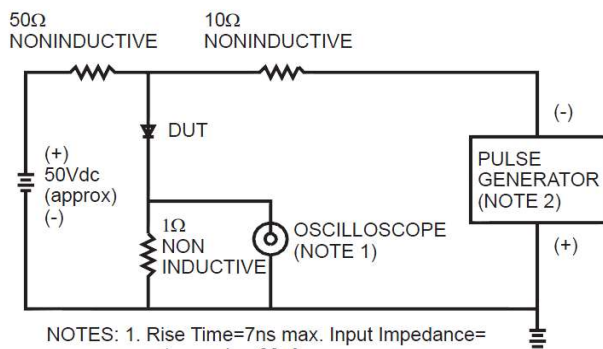 50Ω
NONINDUCTIVE
10Ω
NONINDUCTIVE
DUT
(+)
50Vdc
(approx)
(-)
1Ω
NON
INDUCTIVE
OSCILLOSCOPE
(NOTE 1)
(-)
PULSE
GENERATOR
(NOTE 2)
(+)
NOTES: 1. Rise Time=7ns max. Input Impedance=